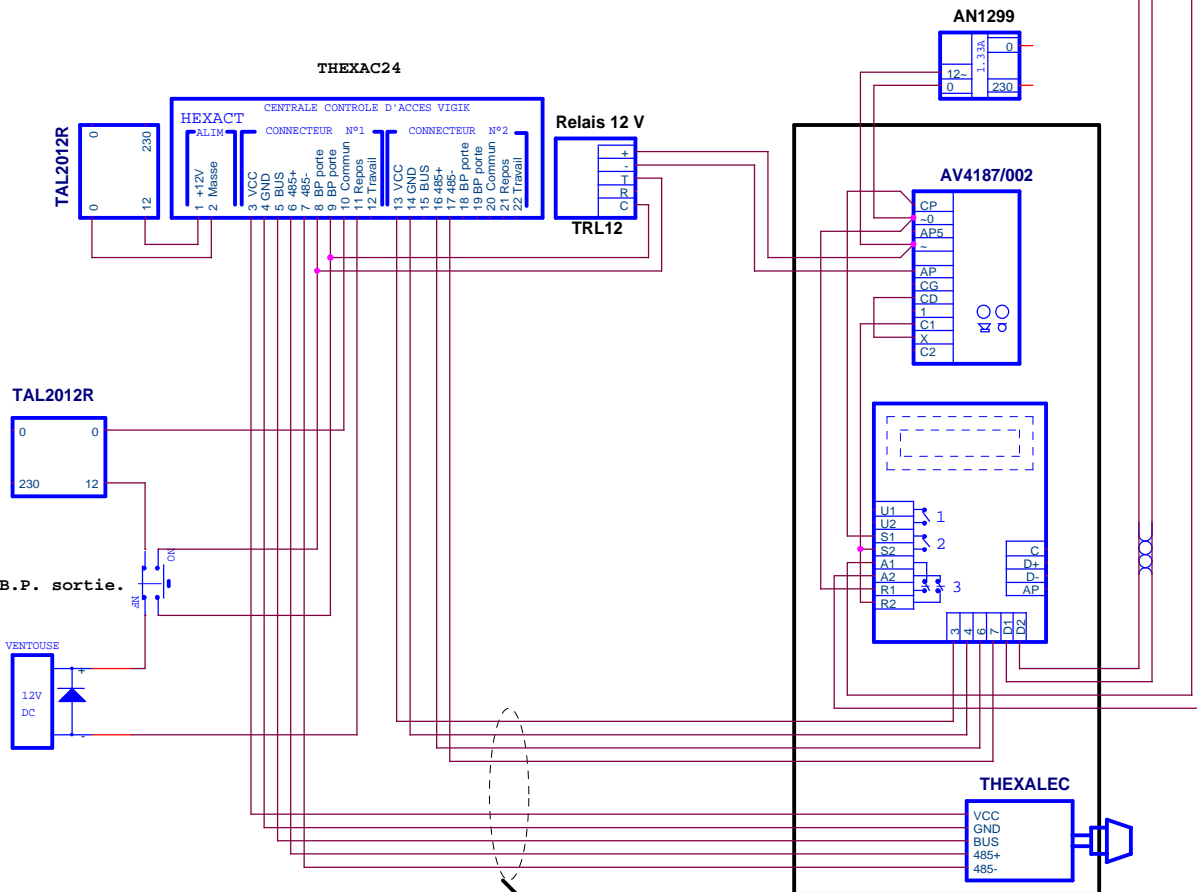 AN1299
0
1.33A
12~
0
230
THEXAC24
CENTRALE CONTROLE D'ACCES VIGIK
HEXACT
ALIM
CONNECTEUR Nº1
CONNECTEUR Nº2
1 +12V
2 Masse
3 VCC
4 GND
5 BUS
6 485+
7 485-
8 BP porte
9 BP porte
10 Commun
11 Repos
12 Travail
13 VCC
14 GND
15 BUS
16 485+
17 485-
18 BP porte
19 BP porte
20 Commun
21 Repos
22 Travail
TAL2012R
0
230
0
12
Relais 12 V
+
-
T
R
C
TRL12
AV4187/002
CP
~0
AP5
~
AP
CG
CD
1
C1
X
C2
TAL2012R
0
0
230
12
U1
U2
S1
S2
A1
A2
R1
R2
1
2
3
C
D+
D-
AP
3
4
6
7
D1
D2
B.P. sortie.
NO
NF
VENTOUSE
12V
DC
+
-
THEXALEC
VCC
GND
BUS
485+
485-